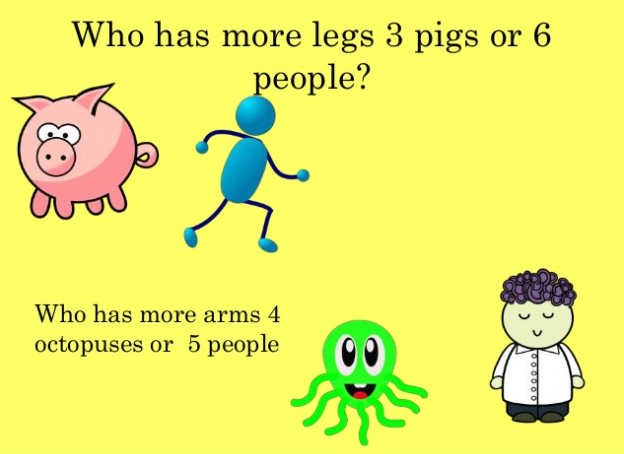 Who has more legs 3 pigs or 6
people?
Who has more arms 4
octopuses or  5 people